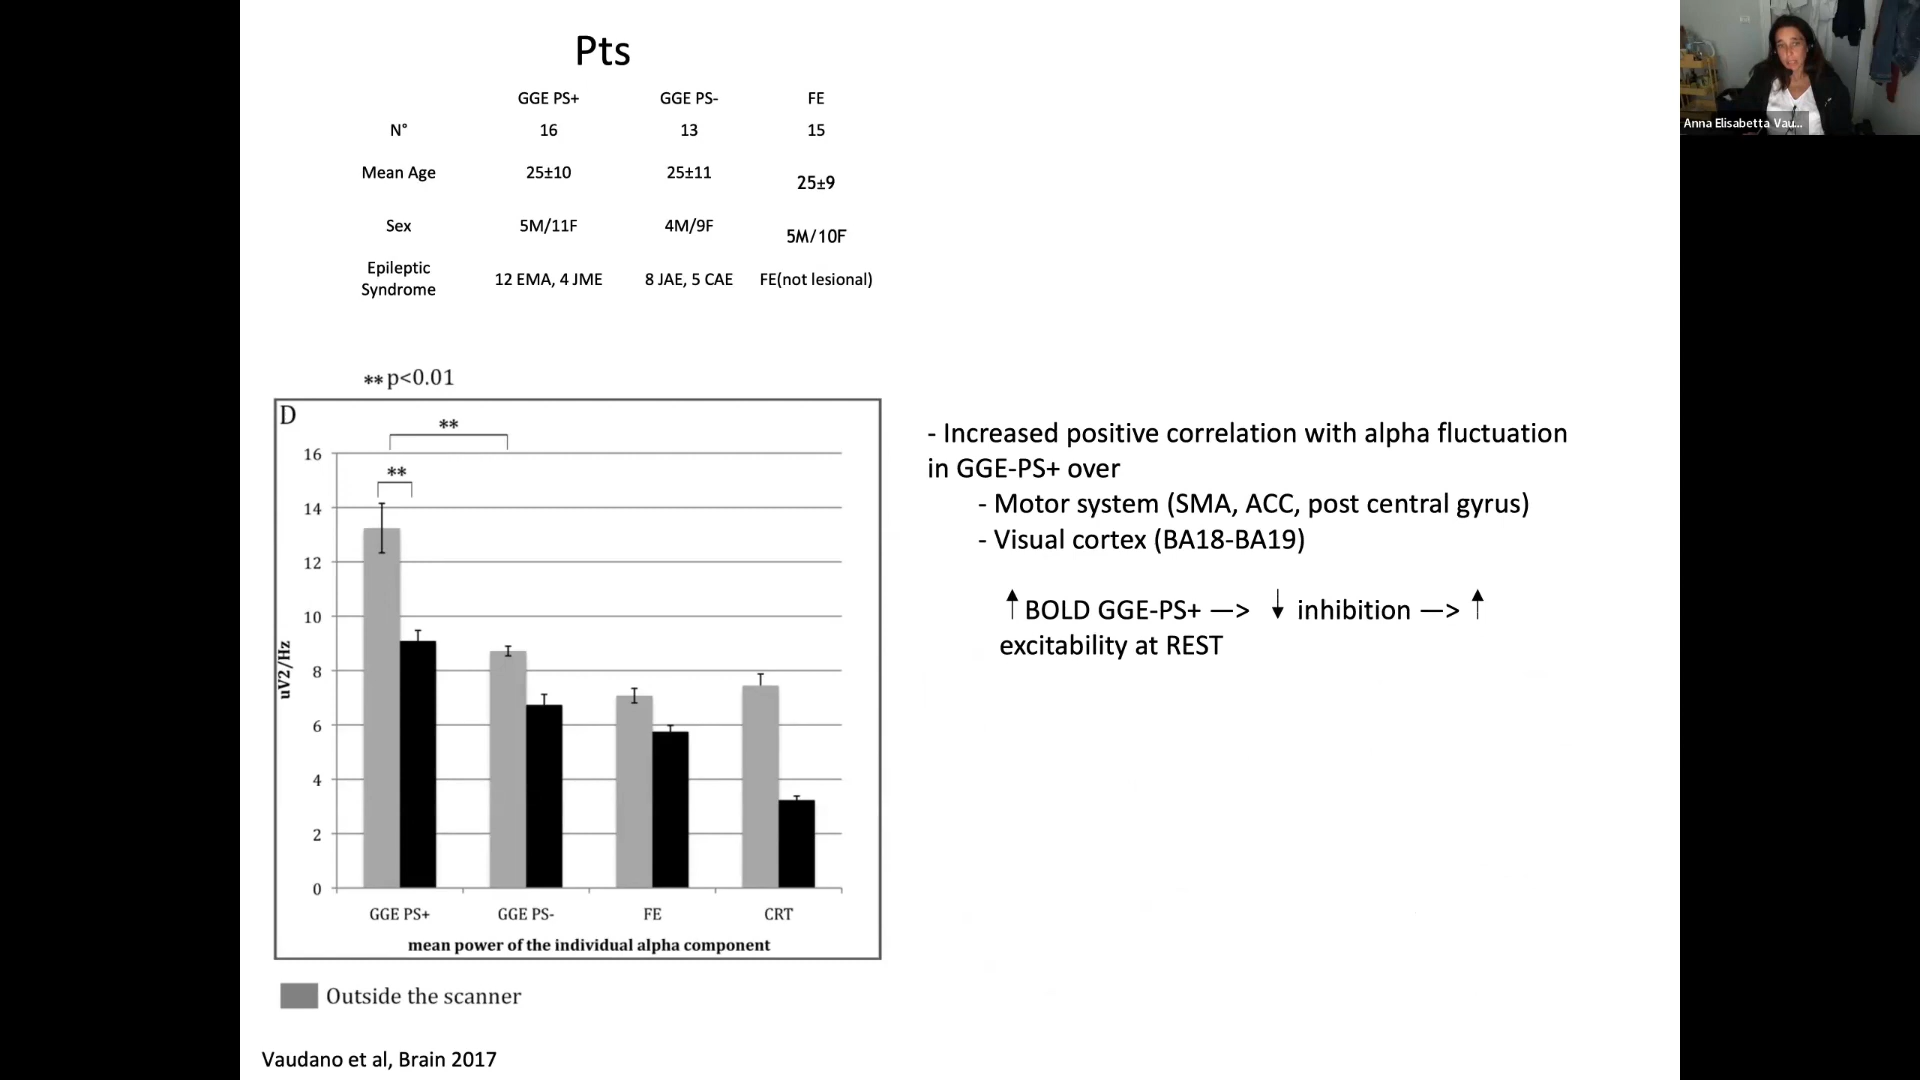 Pts
GGE PS+ GGE PS- FE
N° 16 13 15
Mean Age 25±10 25±11 25±9
Sex 5M/11F 4M/9F 5M/10F
Epileptic
Syndrome 12 EMA, 4 JME 8 JAE, 5 CAE FE(not lesional)
** p<0.01
D
**
**
16
14
12
10
8
6
4
2
0
uV2/Hz
GGE PS+ GGE PS- FE CRT
mean power of the individual alpha component
Outside the scanner
- Increased positive correlation with alpha fluctuation
in GGE-PS+ over
- Motor system (SMA, ACC, post central gyrus)
- Visual cortex (BA18-BA19)
↑ BOLD GGE-PS+ —> ↓ inhibition —> ↑
excitability at REST
Vaudano et al, Brain 2017
Anna Elisabetta Vau...